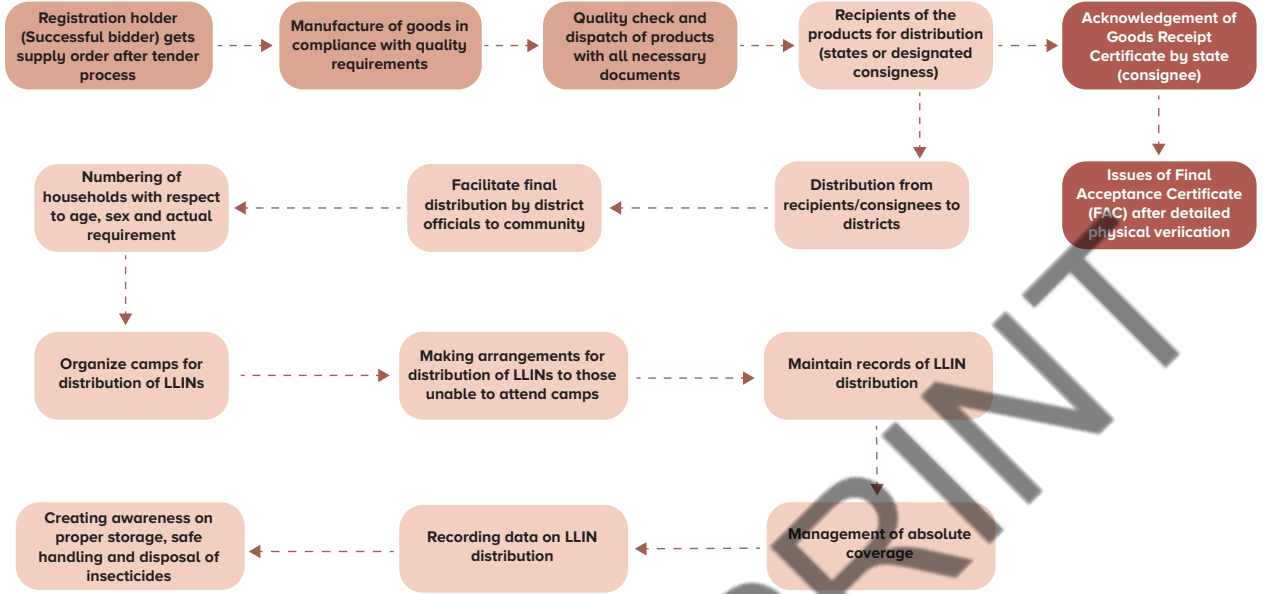 Registration holder
(Successful bidder) gets
supply order after tender
process
Manufacture of goods in
compliance with quality
requirements
Quality check and
dispatch of products
with all necessary
documents
Recipients of the
products for distribution
(states or designated
consigness)
Acknowledgement of
Goods Receipt
Certificate by state
(consignee)
Issues of Final
Acceptance Certificate
(FAC) after detailed
physical veriication
Distribution from
recipients/consignees to
districts
Facilitate final
distribution by district
officials to community
Numbering of
households with respect
to age, sex and actual
requirement
Organize camps for
distribution of LLINs
Making arrangements for
distribution of LLINs to those
unable to attend camps
Maintain records of LLIN
distribution
Management of absolute
coverage
Recording data on LLIN
distribution
Creating awareness on
proper storage, safe
handling and disposal of
insecticides
RINT